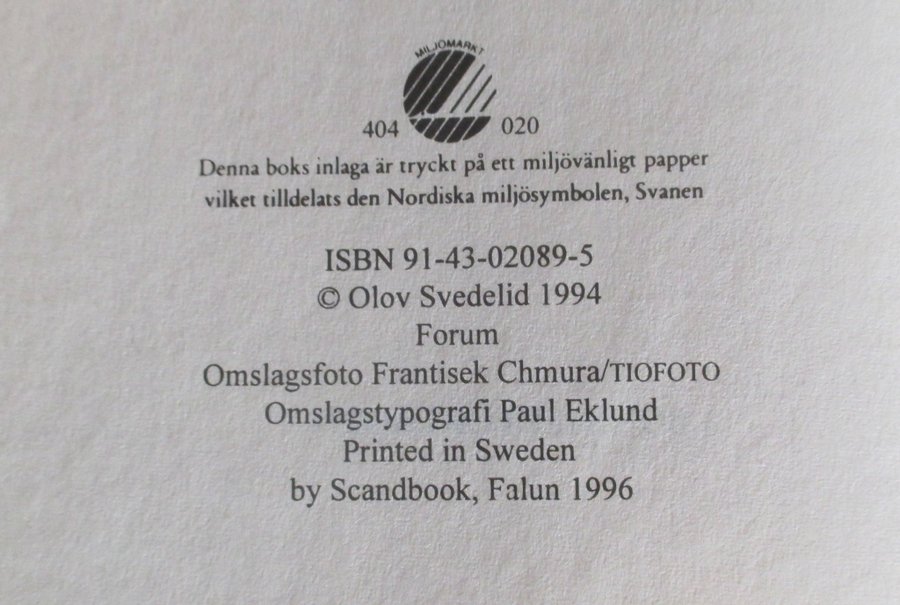 MILJÖMÄRKT
404 020
Denna boks inlaga är tryckt på ett miljövänligt papper
vilket tilldelats den Nordiska miljösymbolen, Svanen
ISBN 91-43-02089-5
© Olov Svedelid 1994
Forum
Omslagsfoto Frantisek Chmura/TIOFOTO
Omslagstypografi Paul Eklund
Printed in Sweden
by Scandbook, Falun 1996